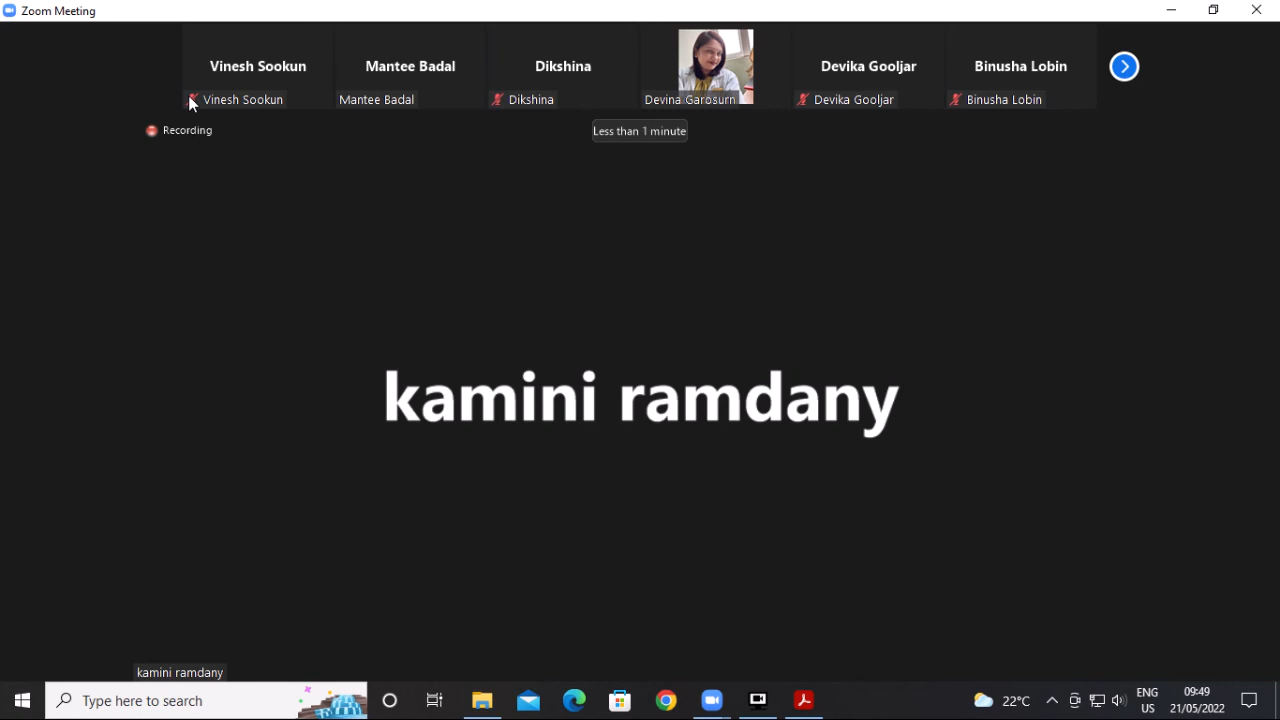 Zoom Meeting
Vinesh Sookun
Mantee Badal
Dikshina
Devika Gooljar
Binusha Lobin
Vinesh Sookun
Mantee Badal
Dikshina
Devina Garosurn
Devika Gooljar
Binusha Lobin
Recording
Less than 1 minute
kamini ramdany
kamini ramdany
Type here to search
22°C
ENG
US
09:49
21/05/2022